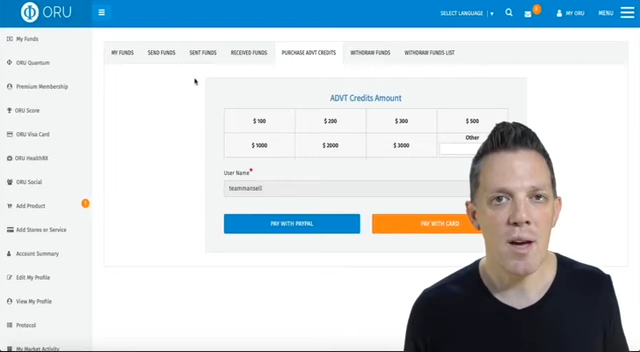 ORU SELECT LANGUAGE MY ORU MENU
My Funds
ORU Quantum
Premium Membership
ORU Score
ORU Visa Card
ORU HealthRX
ORU Social
Add Product
Add Stores or Service
Account Summary
Edit My Profile
View My Profile
Protocol
My Market Activity
MY FUNDS SEND FUNDS SENT FUNDS RECEIVED FUNDS PURCHASE ADVT CREDITS WITHDRAW FUNDS WITHDRAW FUNDS LIST
ADVT Credits Amount
$ 100 $ 200 $ 300 $ 500
$ 1000 $ 2000 $ 3000 Other
User Name*
teammansell
PAY WITH PAYPAL PAY WITH CARD